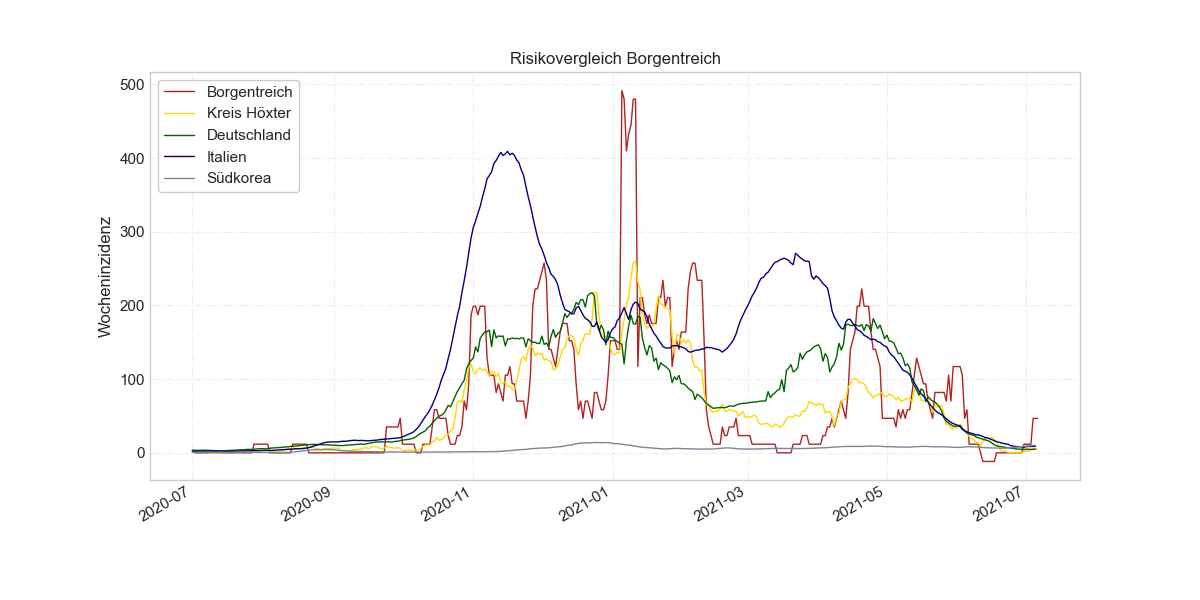 Risikovergleich Borgentreich
Borgentreich
Kreis Höxter
Deutschland
Italien
Südkorea
Wocheninzidenz
500
400
300
200
100
0
2020-07
2020-09
2020-11
2021-01
2021-03
2021-05
2021-07